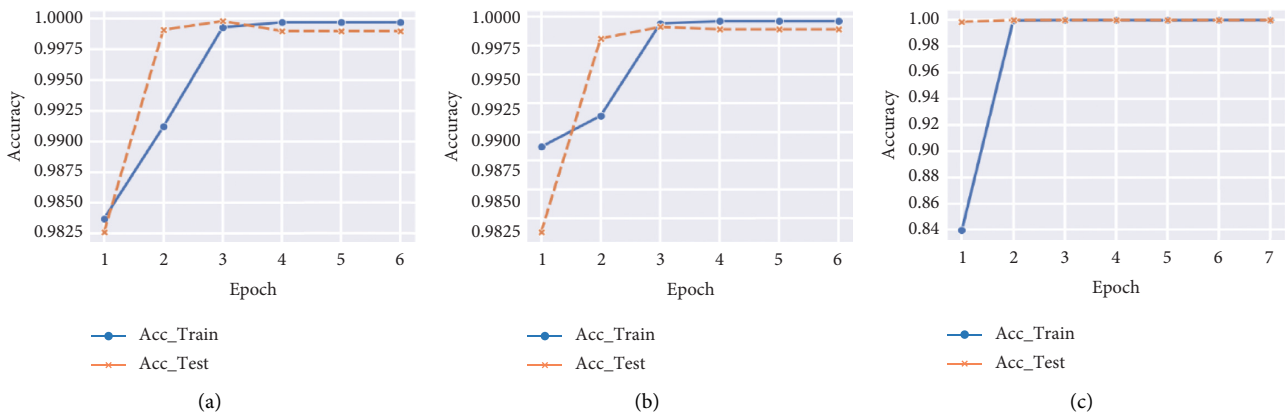 1.0000
0.9975
0.9950
0.9925
0.9900
0.9875
0.9850
0.9825
Accuracy
1 2 3 4 5 6
Epoch
Acc_Train
Acc_Test
(a)
1.0000
0.9975
0.9950
0.9925
0.9900
0.9875
0.9850
0.9825
Accuracy
1 2 3 4 5 6
Epoch
Acc_Train
Acc_Test
(b)
1.00
0.98
0.96
0.94
0.92
0.90
0.88
0.86
0.84
Accuracy
1 2 3 4 5 6 7
Epoch
Acc_Train
Acc_Test
(c)